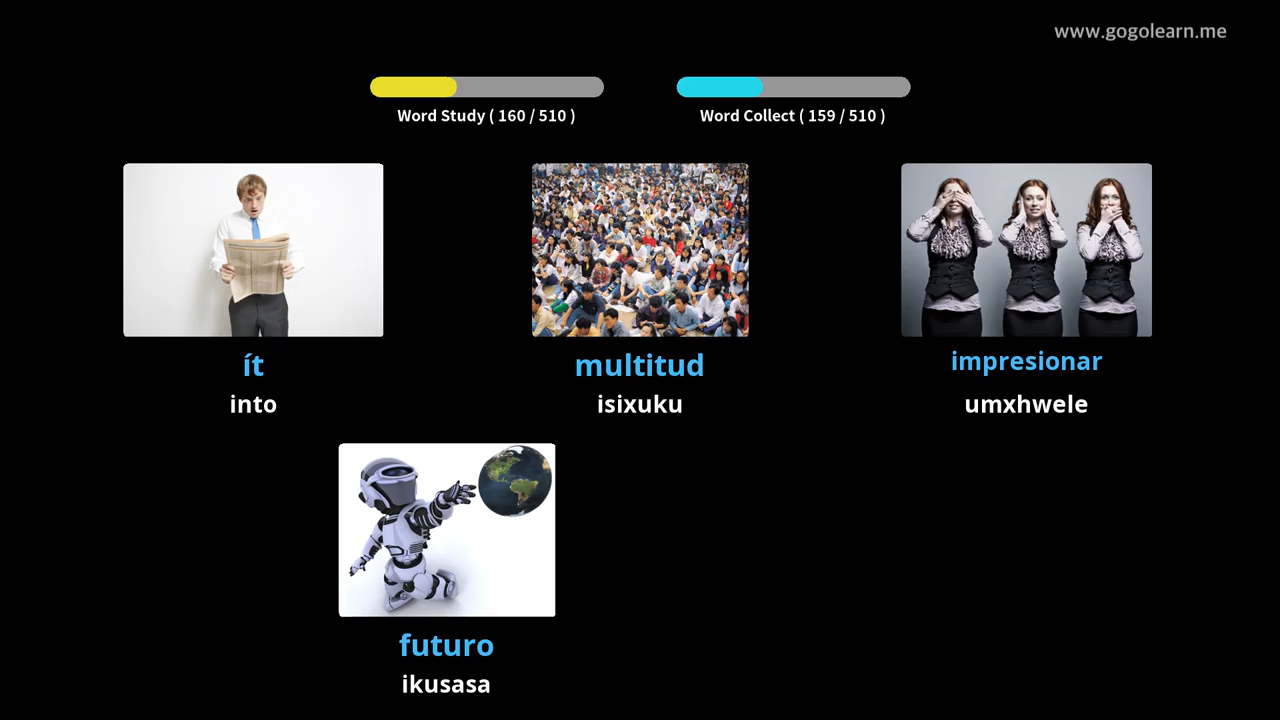 www.gogolearn.me
Word Study ( 160 / 510 )
Word Collect ( 159 / 510 )
ít
into
multitud
isixuku
impresionar
umxhwele
futuro
ikusasa